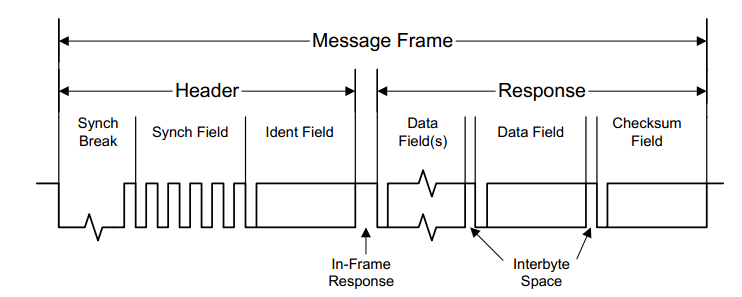 Message Frame
Header
Response
Synch
Break
Synch Field
Ident Field
Data
Field(s)
Data Field
Checksum
Field
In-Frame
Response
Interbyte
Space